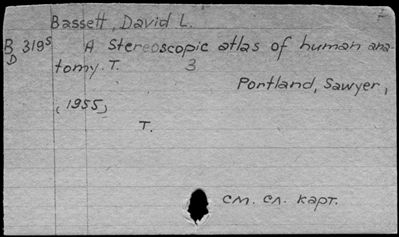 Bassett, David L.
B 319s A stereoscopic atlas of human ana-
D tomy. T. 3
Portland, Sawyer,
(1955)
T.
см. сл. карт.